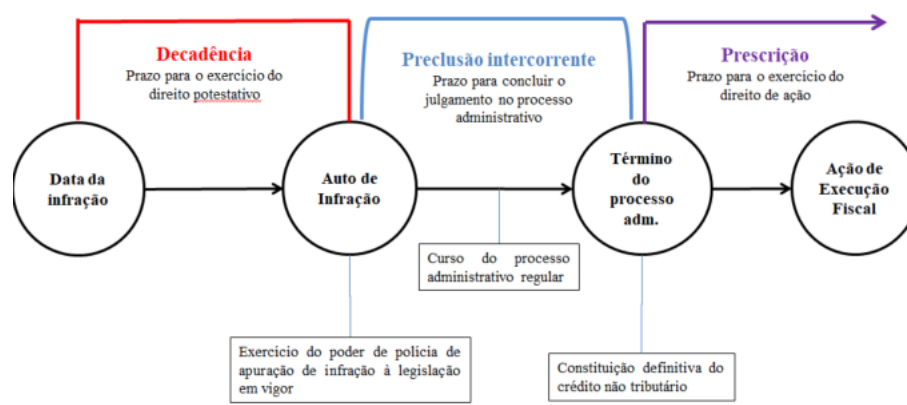 Decadência
Prazo para o exercício do
direito potestativo
Preclusão intercorrente
Prazo para concluir o
julgamento no processo
administrativo
Prescrição
Prazo para o exercício do
direito de ação
Data da
infração
Auto de
Infração
Término
do
processo
adm.
Ação de
Execução
Fiscal
Curso do processo
administrativo regular
Exercício do poder de polícia de
apuração de infração à legislação
em vigor
Constituição definitiva do
crédito não tributário